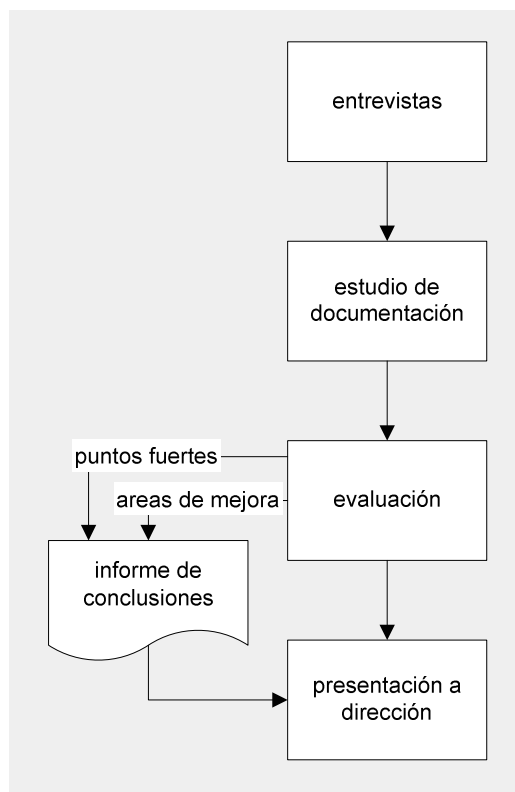 entrevistas
estudio de
documentación
puntos fuertes
areas de mejora
evaluación
informe de
conclusiones
presentación a
dirección